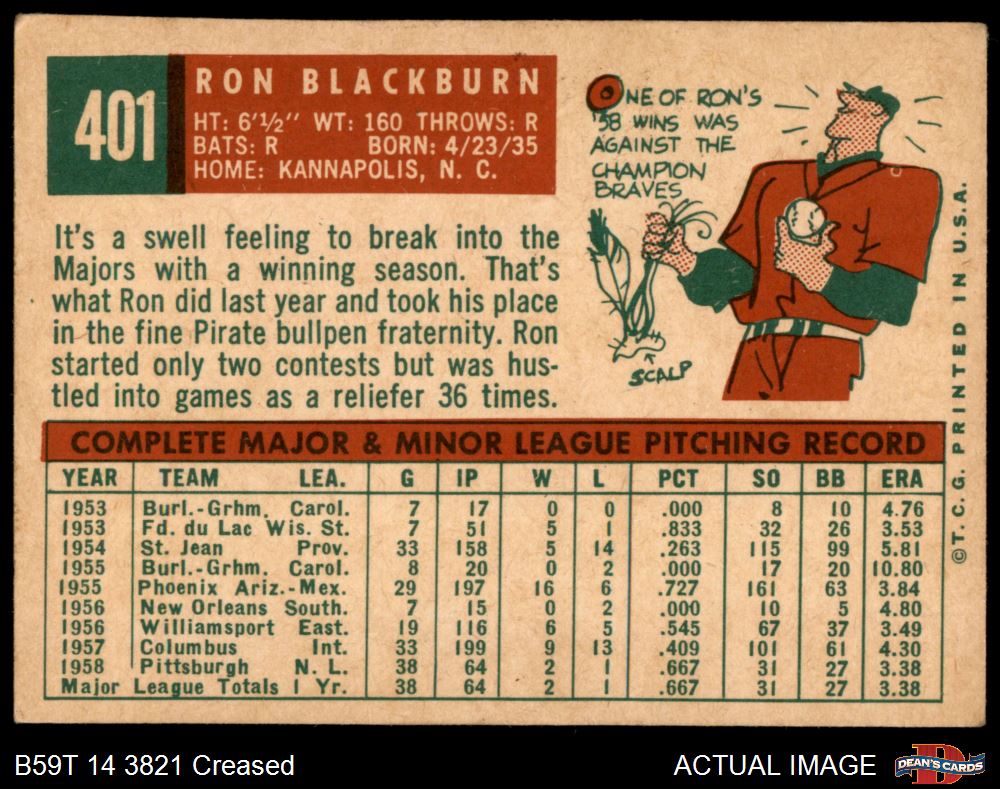 401
RON BLACKBURN
HT: 6'½" WT: 160 THROWS: R
BATS: R BORN: 4/23/35
HOME: KANNAPOLIS, N. C.
ONE OF RON'S
'58 WINS WAS
AGAINST THE
CHAMPION
BRAVES
SCALP
It's a swell feeling to break into the
Majors with a winning season. That's
what Ron did last year and took his place
in the fine Pirate bullpen fraternity. Ron
started only two contests but was hus-
tled into games as a reliefer 36 times.
COMPLETE MAJOR & MINOR LEAGUE PITCHING RECORD
YEAR TEAM LEA. G IP W L PCT SO BB ERA
1953 Burl.-Grhm. Carol. 7 17 0 0 .000 8 10 4.76
1953 Fd. du Lac Wis. St. 7 51 5 1 .833 32 26 3.53
1954 St. Jean Prov. 33 158 5 14 .263 115 99 5.81
1955 Burl.-Grhm. Carol. 8 20 0 2 .000 17 20 10.80
1955 Phoenix Ariz.-Mex. 29 197 16 6 .727 161 63 3.84
1956 New Orleans South. 7 15 0 2 .000 10 5 4.80
1956 Williamsport East. 19 116 6 5 .545 67 37 3.49
1957 Columbus Int. 33 199 9 13 .409 101 61 4.30
1958 Pittsburgh N. L. 38 64 2 1 .667 31 27 3.38
Major League Totals 1 Yr. 38 64 2 1 .667 31 27 3.38
©T. C. G. PRINTED IN U.S.A.
B59T 14 3821 Creased
ACTUAL IMAGE
D
DEAN'S CARDS